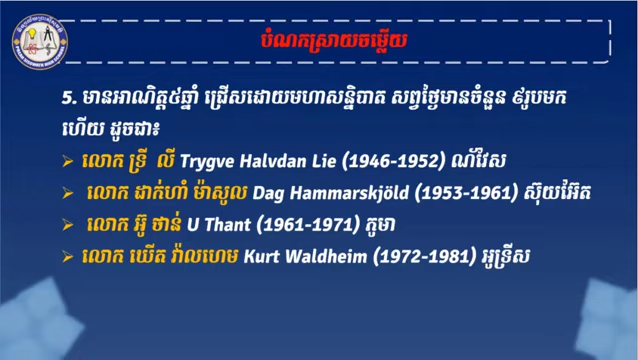 បំណកស្រាយចម្លើយ
5. មានអាណិត្ត៥ឆ្នាំ ជ្រើសដោយមហាសន្និបាត សព្វថ្ងៃមានចំនួន ៩រូបមក
ហើយ ដូចជា៖
➢ លោក ទ្រី លី Trygve Halvdan Lie (1946-1952) ណ័វែស
➢ លោក ដាក់ហាំ ម៉ាស្កូល Dag Hammarskjöld (1953-1961) ស៊ុយអ៊ែត
➢ លោក អ៊ូ ថាន់ U Thant (1961-1971) ភូមា
➢ លោក ឃើត វ៉ាលហេម Kurt Waldheim (1972-1981) អូទ្រីស